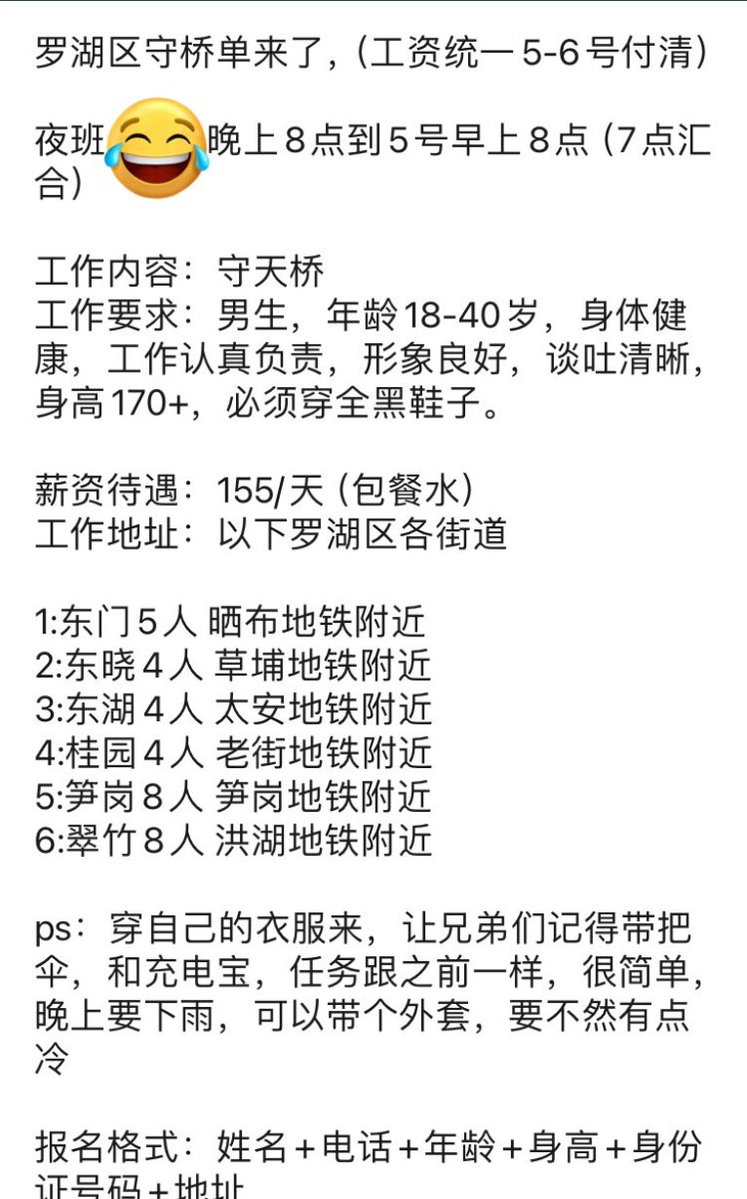 罗湖区守桥单来了，（工资统一5-6号付清）
夜班😂晚上8点到5号早上8点（7点汇
合）
工作内容：守天桥
工作要求：男生，年龄18-40岁，身体健
康，工作认真负责，形象良好，谈吐清晰，
身高170+，必须穿全黑鞋子。
薪资待遇：155/天（包餐水）
工作地址：以下罗湖区各街道
1:东门5人 晒布地铁附近
2:东晓4人 草埔地铁附近
3:东湖4人 太安地铁附近
4:桂园4人 老街地铁附近
5:笋岗8人 笋岗地铁附近
6:翠竹8人 洪湖地铁附近
ps：穿自己的衣服来，让兄弟们记得带把
伞，和充电宝，任务跟之前一样，很简单，
晚上要下雨，可以带个外套，要不然有点
冷
报名格式：姓名+电话+年龄+身高+身份
证号码+地址